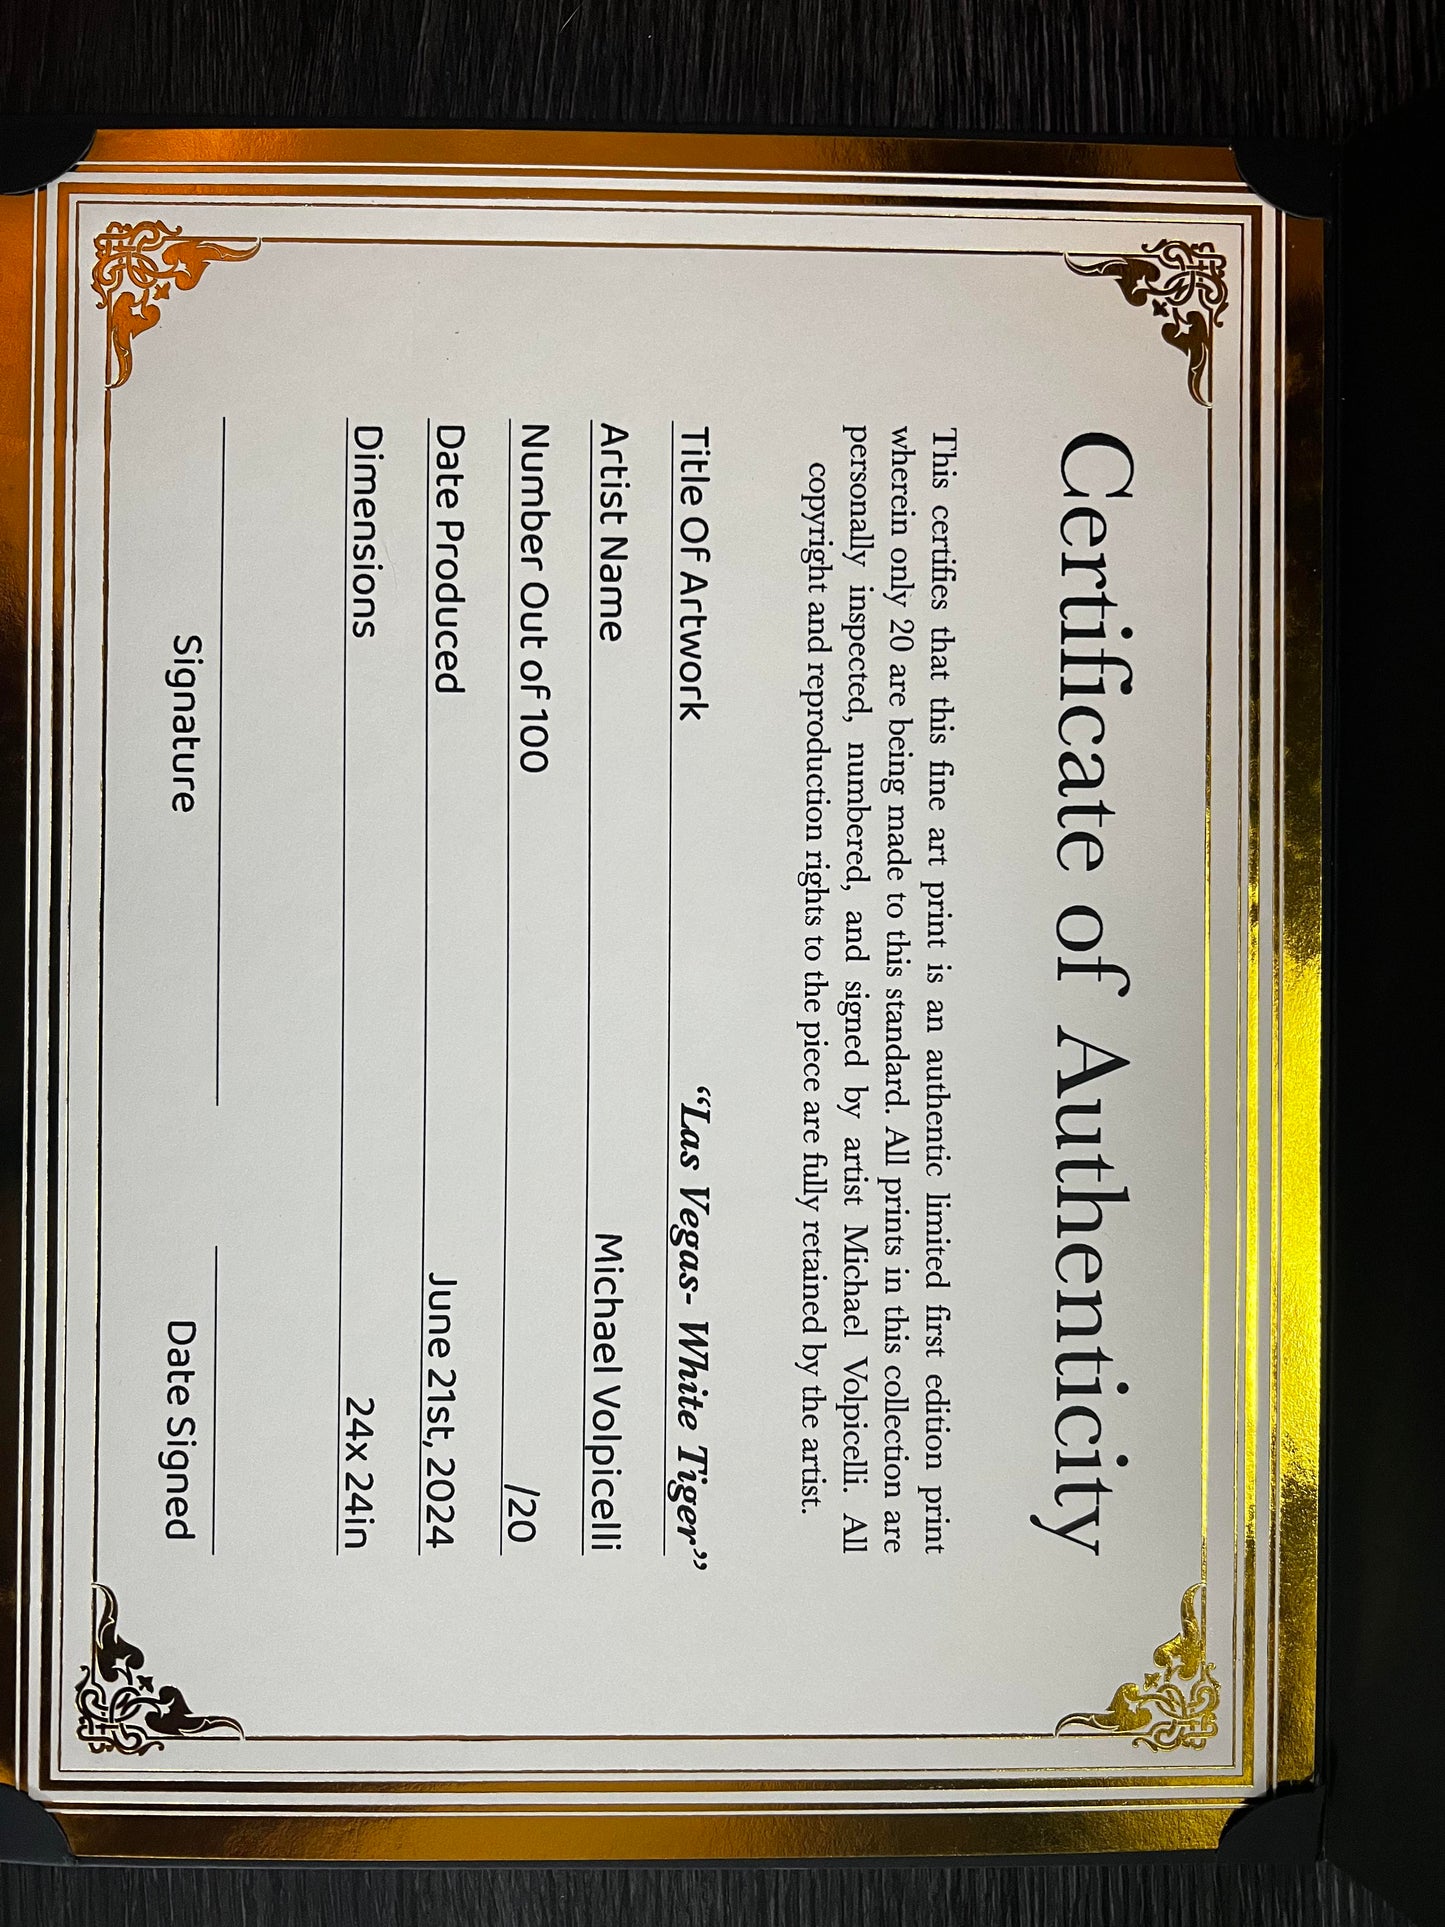 Certificate of Authenticity
This certifies that this fine art print is an authentic limited first edition print
wherein only 20 are being made to this standard. All prints in this collection are
personally inspected, numbered, and signed by artist Michael Volpicelli. All
copyright and reproduction rights to the piece are fully retained by the artist.
Title Of Artwork “Las Vegas- White Tiger”
Artist Name Michael Volpicelli
Number Out of 100 /20
Date Produced June 21st, 2024
Dimensions 24x 24in
Signature Date Signed